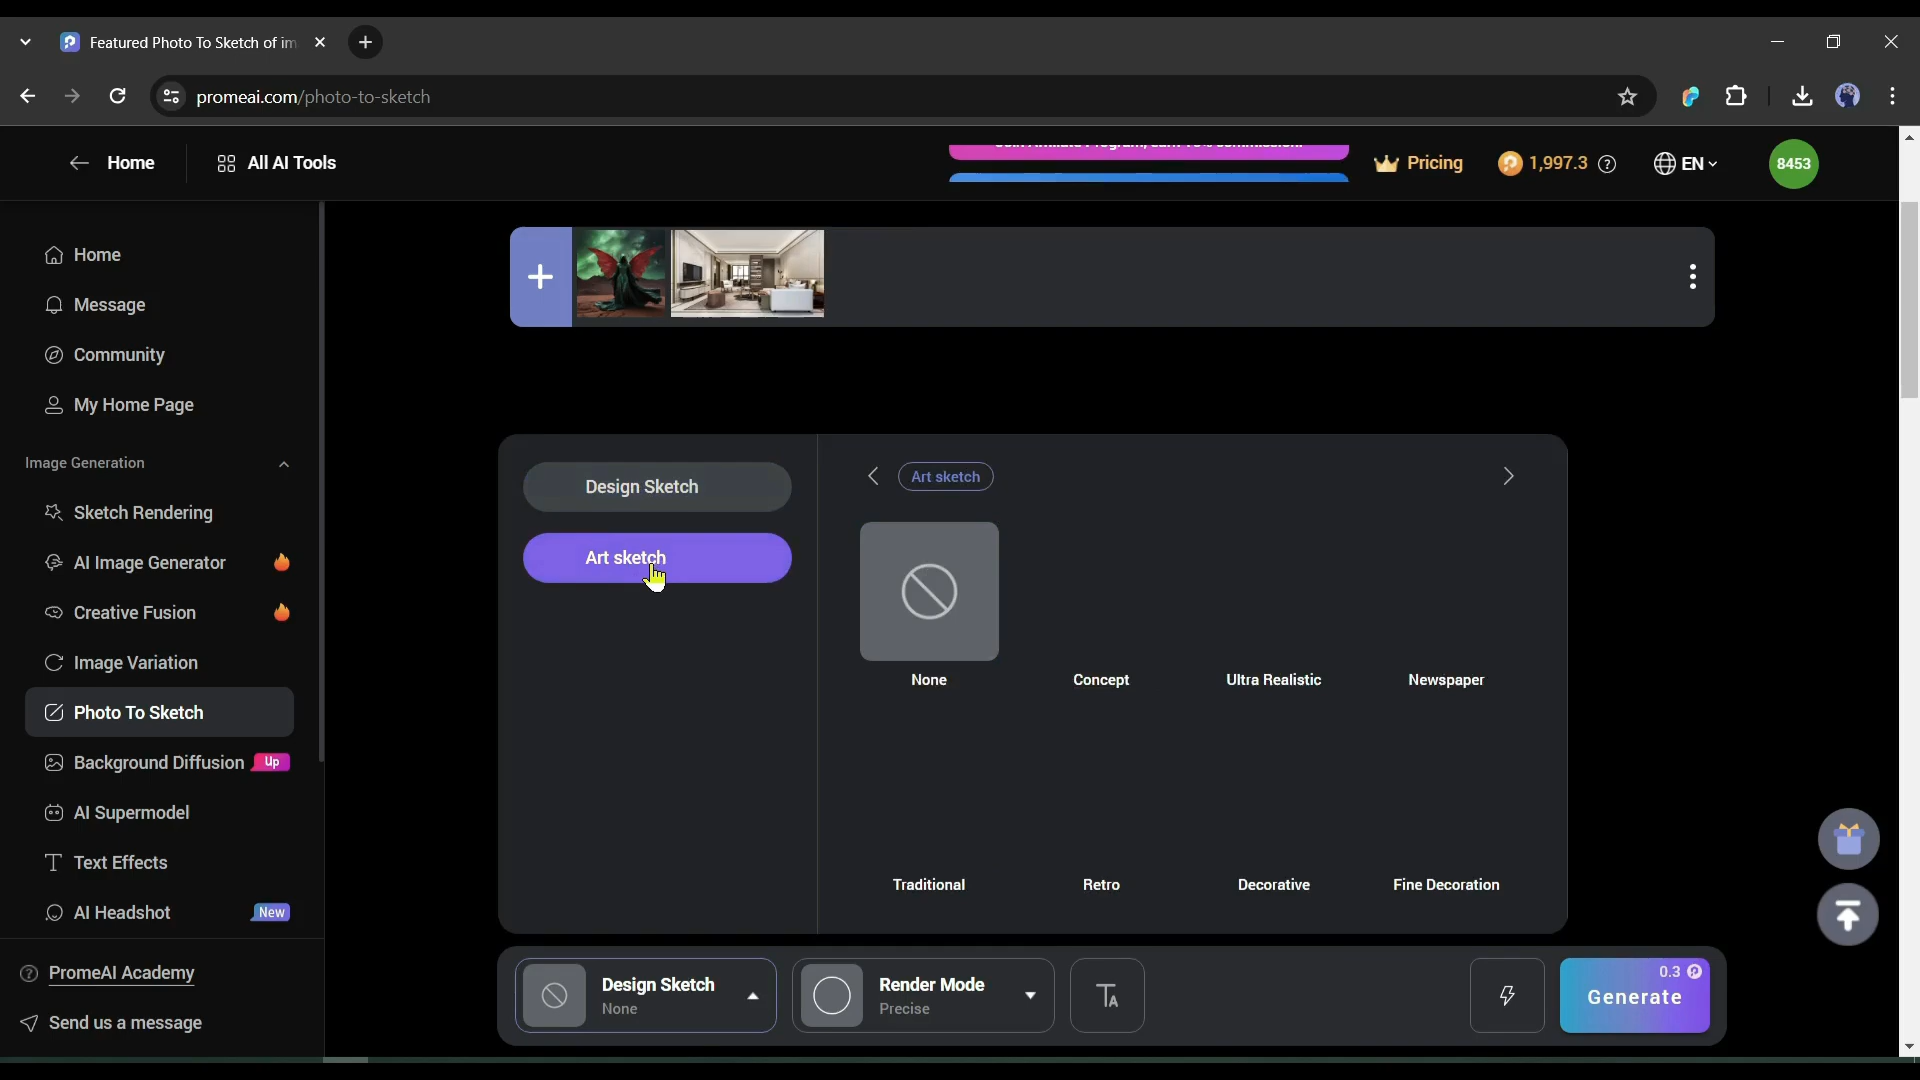 Featured Photo To Sketch of im
promeai.com/photo-to-sketch
Home
All AI Tools
Pricing
1,997.3
EN
8453
Home
Message
Community
My Home Page
Image Generation
Sketch Rendering
AI Image Generator
Creative Fusion
Image Variation
Photo To Sketch
Background Diffusion Up
AI Supermodel
Text Effects
AI Headshot New
PromeAI Academy
Send us a message
Design Sketch
Art sketch
Art sketch
None Concept Ultra Realistic Newspaper
Traditional Retro Decorative Fine Decoration
Design Sketch
None
Render Mode
Precise
0.3
Generate